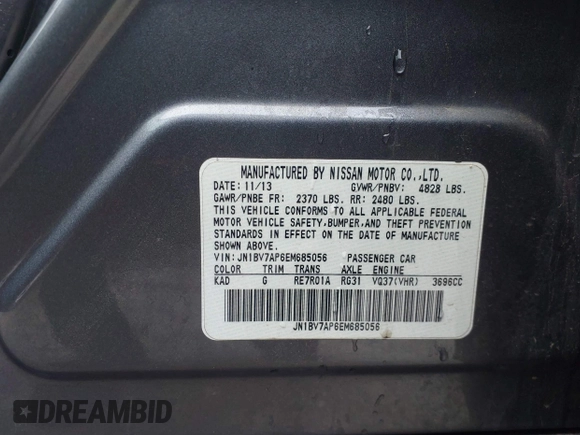 MANUFACTURED BY NISSAN MOTOR CO.,LTD.
DATE: 11/13 GVWR/PNBV: 4828 LBS.
GAWR/PNBE FR: 2370 LBS. RR: 2480 LBS.
THIS VEHICLE CONFORMS TO ALL APPLICABLE FEDERAL
MOTOR VEHICLE SAFETY,BUMPER,AND THEFT PREVENTION
STANDARDS IN EFFECT ON THE DATE OF MANUFACTURE
SHOWN ABOVE.
VIN: JN1BV7AP6EM685056 PASSENGER CAR
COLOR TRIM TRANS AXLE ENGINE
KAD G RE7R01A RG31 VQ37(VHR) 3696CC
JN1BV7AP6EM685056
DREAMBID